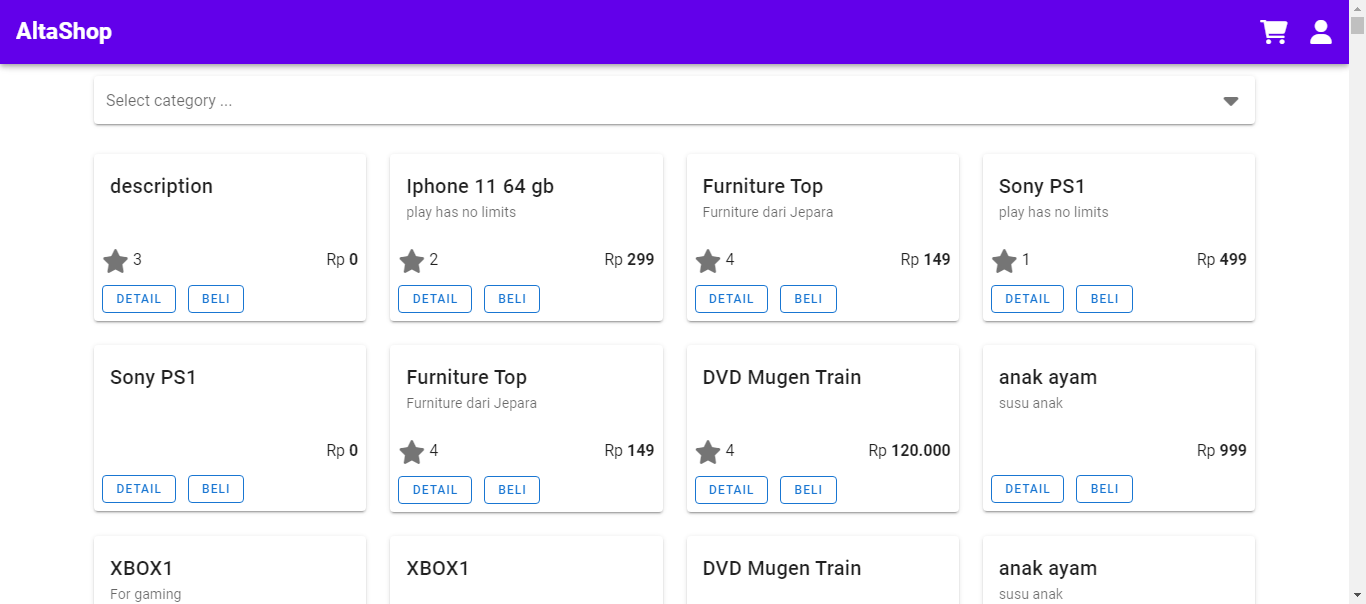 AltaShop
Select category ...
description
3
Rp 0
DETAIL
BELI
Iphone 11 64 gb
play has no limits
2
Rp 299
DETAIL
BELI
Furniture Top
Furniture dari Jepara
4
Rp 149
DETAIL
BELI
Sony PS1
play has no limits
1
Rp 499
DETAIL
BELI
Sony PS1
Rp 0
DETAIL
BELI
Furniture Top
Furniture dari Jepara
4
Rp 149
DETAIL
BELI
DVD Mugen Train
4
Rp 120.000
DETAIL
BELI
anak ayam
susu anak
Rp 999
DETAIL
BELI
XBOX1
For gaming
XBOX1
DVD Mugen Train
anak ayam
susu anak